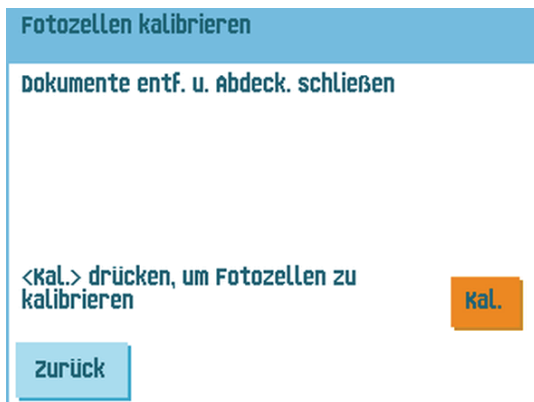 Fotozellen kalibrieren
Dokumente entf. u. Abdeck. schließen
<Kal.> drücken, um Fotozellen zu
kalibrieren
Kal.
Zurück